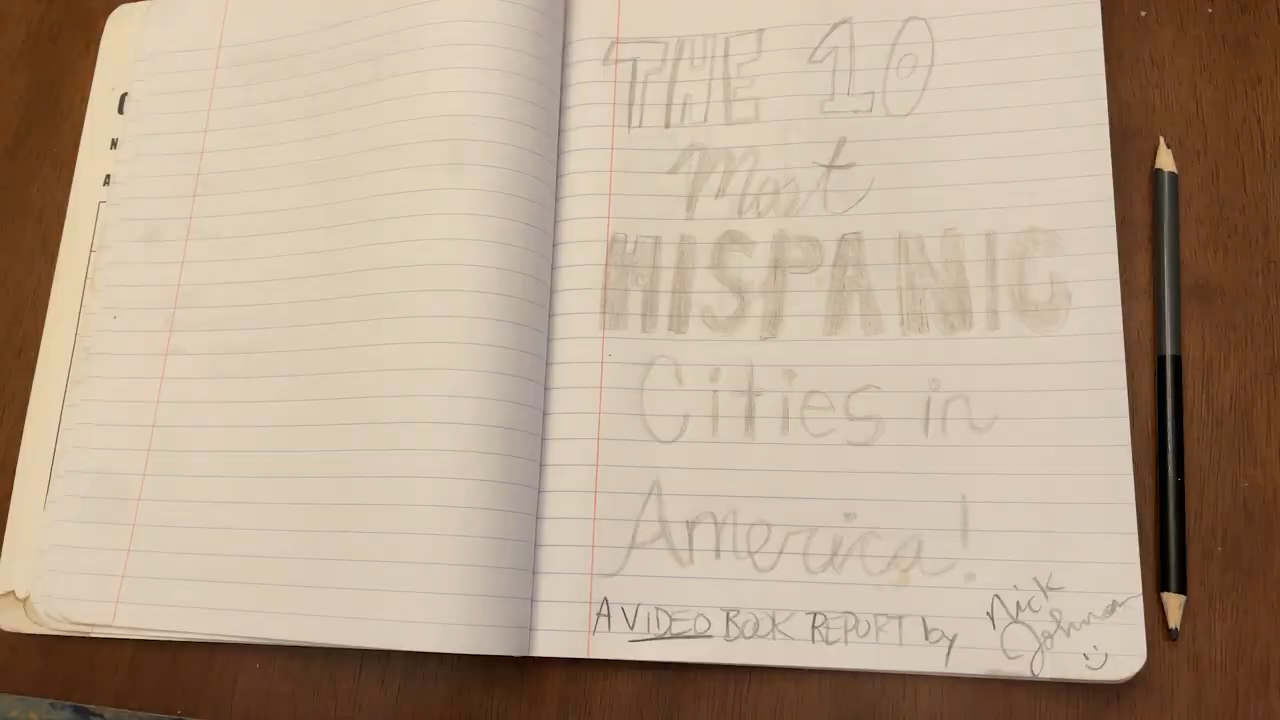 THE 10
Most
HISPANIC
Cities in
America!
A VIDEO BOOK REPORT by Nick Johnson